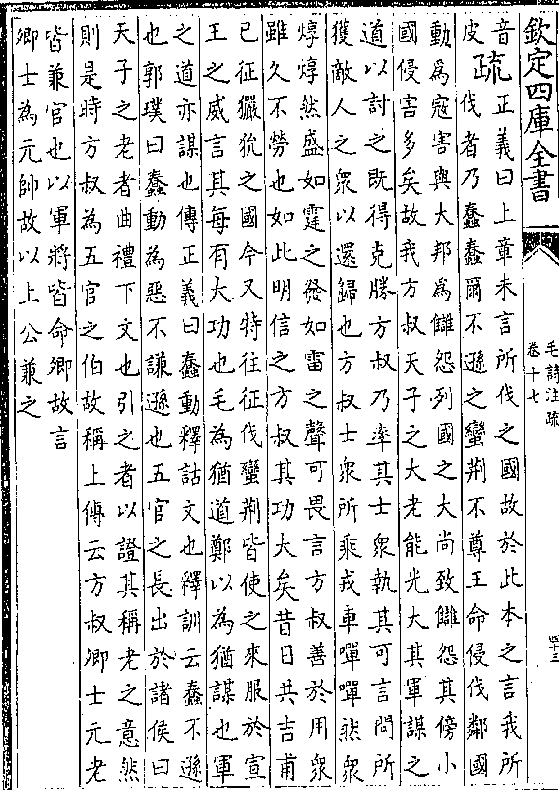 欽定四庫全書
毛詩注疏
卷十七
四十三
音疏正義曰上章未言所伐之國故於此本之言我所
皮伐者乃蠢蠢爾不遜之蠻荆不尊王命侵伐鄰國
動為寇害與大邦為讎怨列國之大尚致讎怨其傍小
國侵害多矣故我方叔天子之大老能光大其軍謀之
道以討之既得克勝方叔乃率其士衆執其可言問所
獲敵人之衆以還歸也方叔士衆所乘戎車嘽嘽然衆
焞焞然盛如霆之發如雷之聲可畏言方叔善於用衆
雖久不勞也如此明信之方叔其功大矣昔日共吉甫
已征玁狁之國今又特往征伐蠻荆皆使之來服於宣
王之威言其每有大功也毛為猶道鄭以為猶謀也軍
之道亦謀也傳正義曰蠢動釋詁文也釋訓云蠢不遜
也郭璞曰蠢動為惡不謙遜也五官之長出於諸侯曰
天子之老者曲禮下文也引之者以證其稱老之意然
則是時方叔為五官之伯故稱上傳云方叔卿士元老
皆兼官也以軍將皆命卿故言
卿士為元帥故以上公兼之